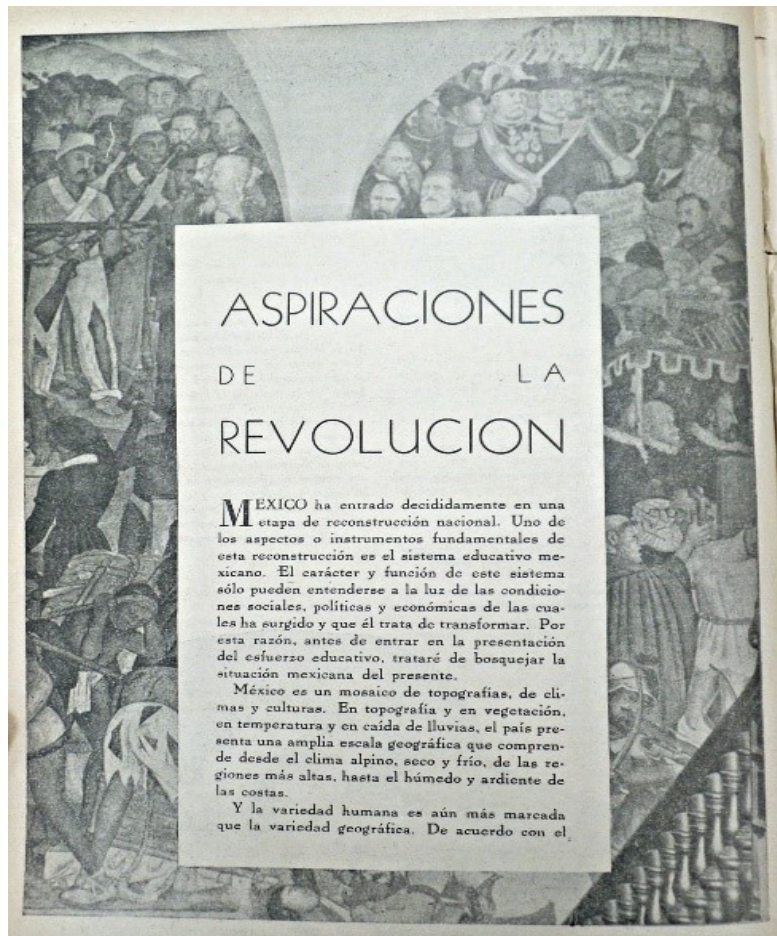 ASPIRACIONES
DE LA
REVOLUCION
MEXICO ha entrado decididamente en una
etapa de reconstrucción nacional. Uno de
los aspectos o instrumentos fundamentales de
esta reconstrucción es el sistema educativo me-
xicano. El carácter y función de este sistema
sólo pueden entenderse a la luz de las condicio-
nes sociales, políticas y económicas de las cua-
les ha surgido y que él trata de transformar. Por
esta razón, antes de entrar en la presentación
del esfuerzo educativo, trataré de bosquejar la
situación mexicana del presente.
México es un mosaico de topografías, de cli-
mas y culturas. En topografía y en vegetación,
en temperatura y en caída de lluvias, el país pre-
senta una amplia escala geográfica que compren-
de desde el clima alpino, seco y frío, de las re-
giones más altas, hasta el húmedo y ardiente de
las costas.
Y la variedad humana es aún más marcada
que la variedad geográfica. De acuerdo con el